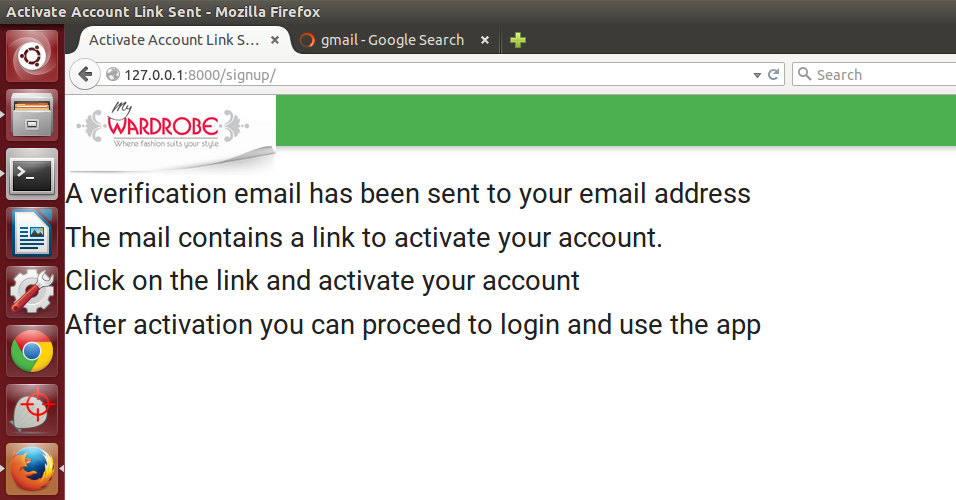 Activate Account Link Sent - Mozilla Firefox
Activate Account Link S...
gmail - Google Search
127.0.0.1:8000/signup/
Search
My
WARDROBE
Where fashion suits your style
A verification email has been sent to your email address
The mail contains a link to activate your account.
Click on the link and activate your account
After activation you can proceed to login and use the app